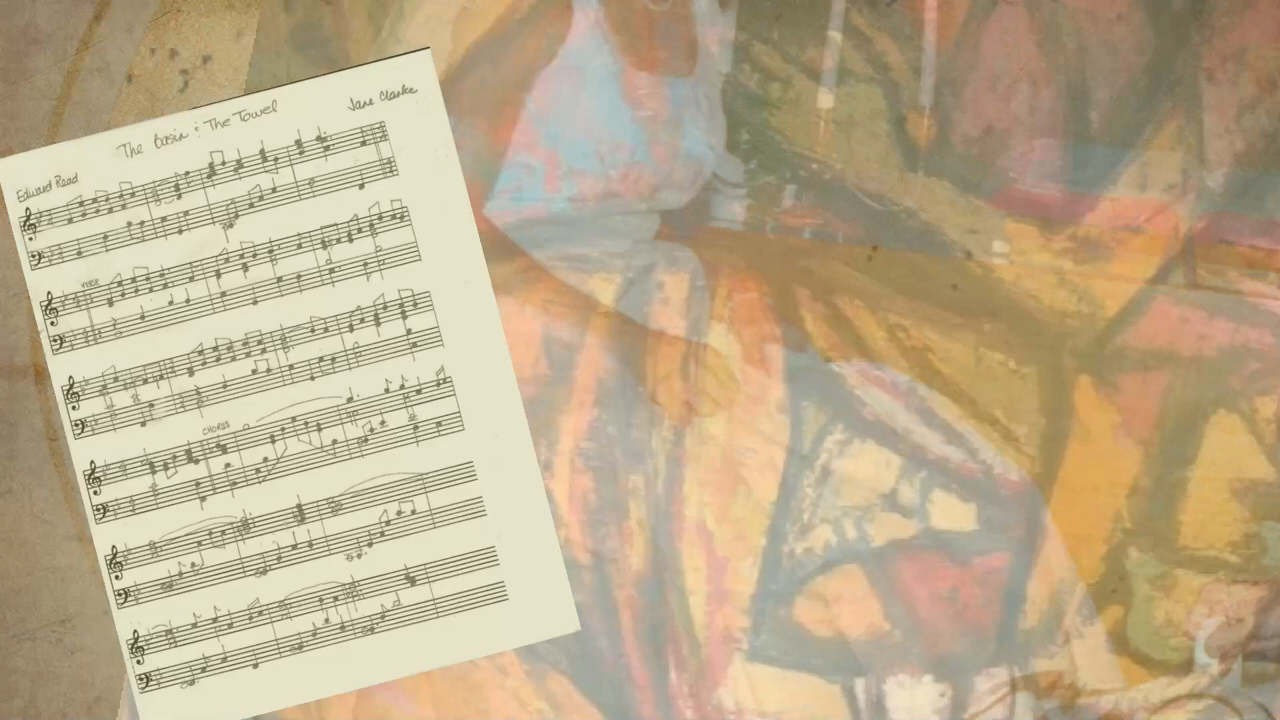 The Basin : The Towel
Jane Clarke
Edward Read
VERSE
CHORUS